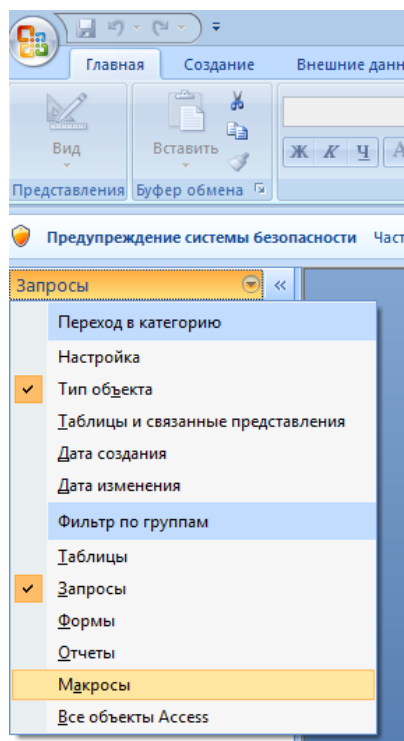 Главная Создание Внешние данн
Вид Вставить Ж К Ч А
Представления Буфер обмена
Предупреждение системы безопасности Част
Запросы «
Переход в категорию
Настройка
Тип объекта
Таблицы и связанные представления
Дата создания
Дата изменения
Фильтр по группам
Таблицы
Запросы
Формы
Отчеты
Макросы
Все объекты Access